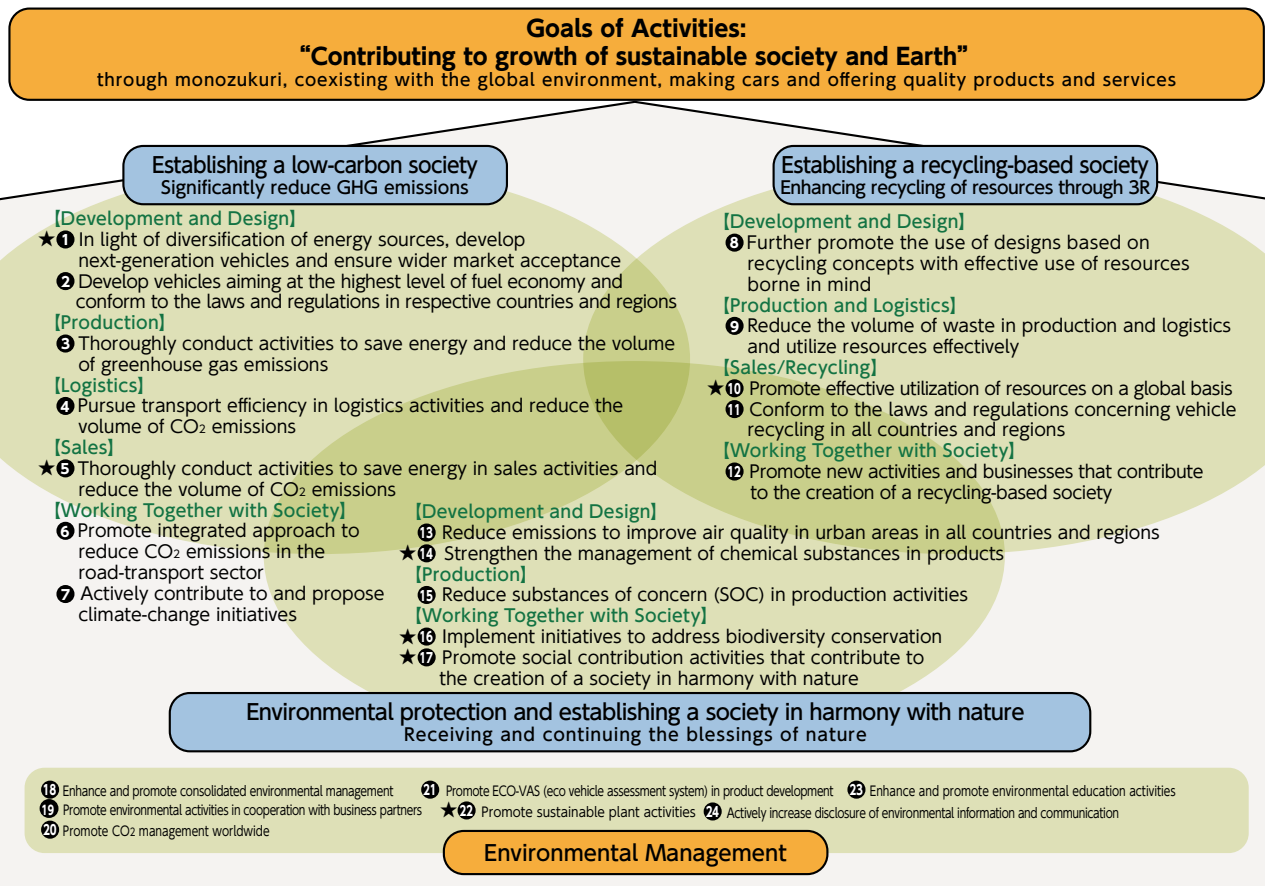 Goals of Activities:
“Contributing to growth of sustainable society and Earth”
through monozukuri, coexisting with the global environment, making cars and offering quality products and services
Establishing a low-carbon society
Significantly reduce GHG emissions
【Development and Design】
★❶ In light of diversification of energy sources, develop
next-generation vehicles and ensure wider market acceptance
❷ Develop vehicles aiming at the highest level of fuel economy and
conform to the laws and regulations in respective countries and regions
【Production】
❸ Thoroughly conduct activities to save energy and reduce the volume
of greenhouse gas emissions
【Logistics】
❹ Pursue transport efficiency in logistics activities and reduce the
volume of CO₂ emissions
【Sales】
★❺ Thoroughly conduct activities to save energy in sales activities and
reduce the volume of CO₂ emissions
【Working Together with Society】
❻ Promote integrated approach to
reduce CO₂ emissions in the
road-transport sector
❼ Actively contribute to and propose
climate-change initiatives
Establishing a recycling-based society
Enhancing recycling of resources through 3R
【Development and Design】
❽ Further promote the use of designs based on
recycling concepts with effective use of resources
borne in mind
【Production and Logistics】
❾ Reduce the volume of waste in production and logistics
and utilize resources effectively
【Sales/Recycling】
★❿ Promote effective utilization of resources on a global basis
⓫ Conform to the laws and regulations concerning vehicle
recycling in all countries and regions
【Working Together with Society】
⓬ Promote new activities and businesses that contribute
to the creation of a recycling-based society
【Development and Design】
⓭ Reduce emissions to improve air quality in urban areas in all countries and regions
★⓮ Strengthen the management of chemical substances in products
【Production】
⓯ Reduce substances of concern (SOC) in production activities
【Working Together with Society】
★⓰ Implement initiatives to address biodiversity conservation
★⓱ Promote social contribution activities that contribute to
the creation of a society in harmony with nature
Environmental protection and establishing a society in harmony with nature
Receiving and continuing the blessings of nature
⓲ Enhance and promote consolidated environmental management
⓳ Promote environmental activities in cooperation with business partners
⓴ Promote CO₂ management worldwide
21 Promote ECO-VAS (eco vehicle assessment system) in product development
★22 Promote sustainable plant activities
23 Enhance and promote environmental education activities
24 Actively increase disclosure of environmental information and communication
Environmental Management